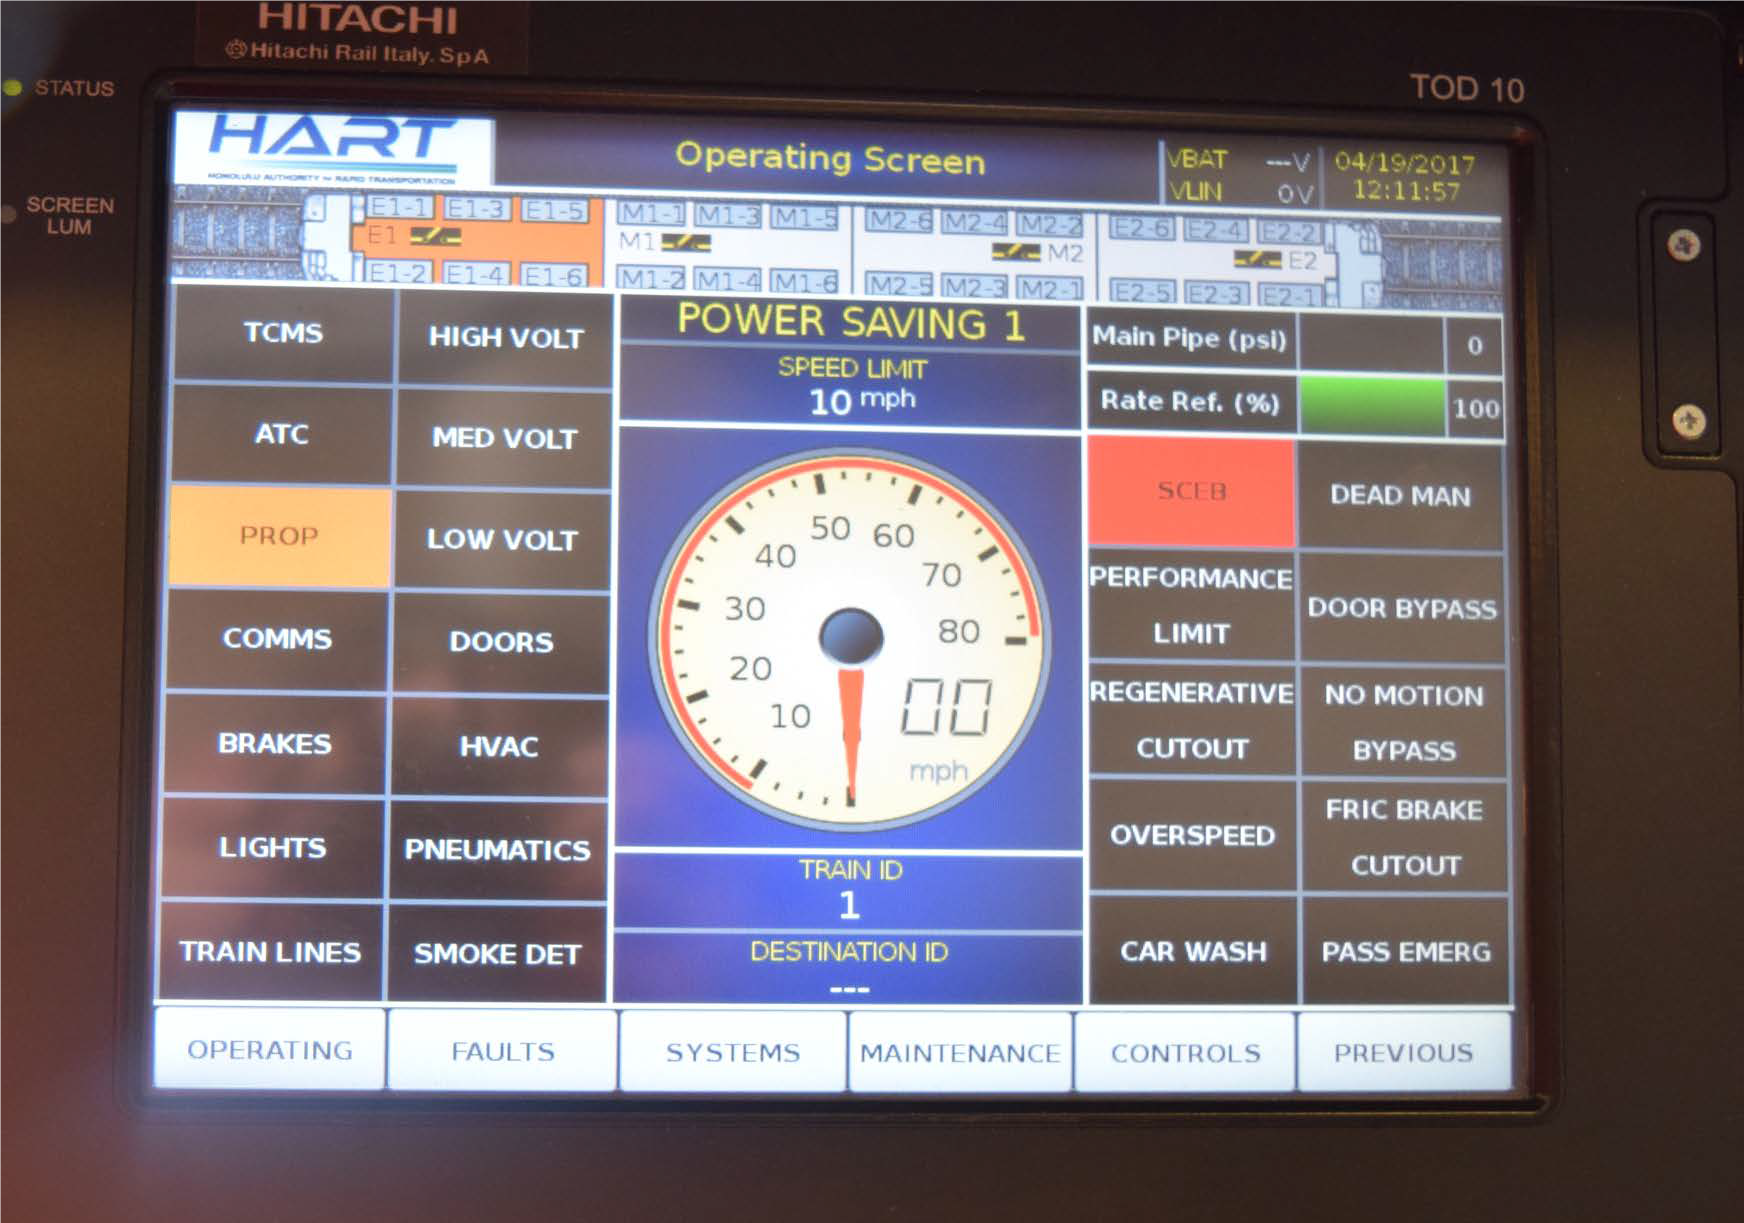 HITACHI
Hitachi Rail Italy. SpA
STATUS
TOD 10
SCREEN
LUM
HART
HONOLULU AUTHORITY for RAPID TRANSPORTATION
Operating Screen
VBAT ---V
VLIN 0V
04/19/2017
12:11:57
E1-1 E1-3 E1-5 M1-1 M1-3 M1-5 M2-6 M2-4 M2-2 E2-6 E2-4 E2-2
E1 M1 M2 E2
E1-2 E1-4 E1-6 M1-2 M1-4 M1-6 M2-5 M2-3 M2-1 E2-5 E2-3 E2-1
TCMS
HIGH VOLT
ATC
MED VOLT
PROP
LOW VOLT
COMMS
DOORS
BRAKES
HVAC
LIGHTS
PNEUMATICS
TRAIN LINES
SMOKE DET
POWER SAVING 1
SPEED LIMIT
10 mph
10
20
30
40
50
60
70
80
00
mph
TRAIN ID
1
DESTINATION ID
---
Main Pipe (psi) 0
Rate Ref. (%) 100
SCEB
DEAD MAN
PERFORMANCE
LIMIT
DOOR BYPASS
REGENERATIVE
CUTOUT
NO MOTION
BYPASS
OVERSPEED
FRIC BRAKE
CUTOUT
CAR WASH
PASS EMERG
OPERATING
FAULTS
SYSTEMS
MAINTENANCE
CONTROLS
PREVIOUS